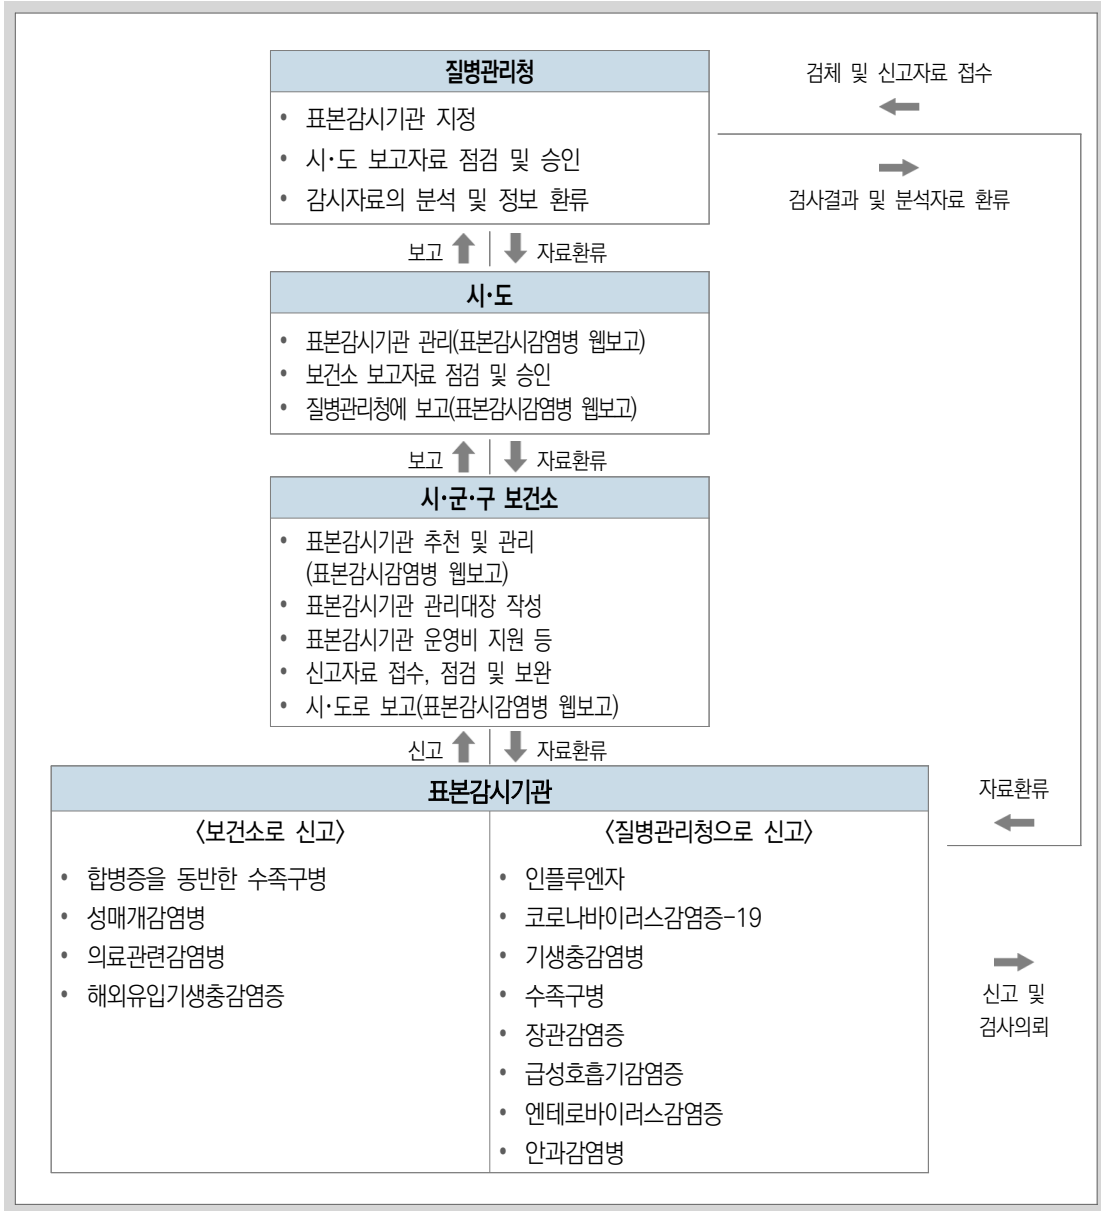 질병관리청
• 표본감시기관 지정
• 시·도 보고자료 점검 및 승인
• 감시자료의 분석 및 정보 환류
검체 및 신고자료 접수
검사결과 및 분석자료 환류
보고
자료환류
시·도
• 표본감시기관 관리(표본감시감염병 웹보고)
• 보건소 보고자료 점검 및 승인
• 질병관리청에 보고(표본감시감염병 웹보고)
보고
자료환류
시·군·구 보건소
• 표본감시기관 추천 및 관리
(표본감시감염병 웹보고)
• 표본감시기관 관리대장 작성
• 표본감시기관 운영비 지원 등
• 신고자료 접수, 점검 및 보완
• 시·도로 보고(표본감시감염병 웹보고)
신고
자료환류
표본감시기관
〈보건소로 신고〉
• 합병증을 동반한 수족구병
• 성매개감염병
• 의료관련감염병
• 해외유입기생충감염증
〈질병관리청으로 신고〉
• 인플루엔자
• 코로나바이러스감염증-19
• 기생충감염병
• 수족구병
• 장관감염증
• 급성호흡기감염증
• 엔테로바이러스감염증
• 안과감염병
자료환류
신고 및
검사의뢰